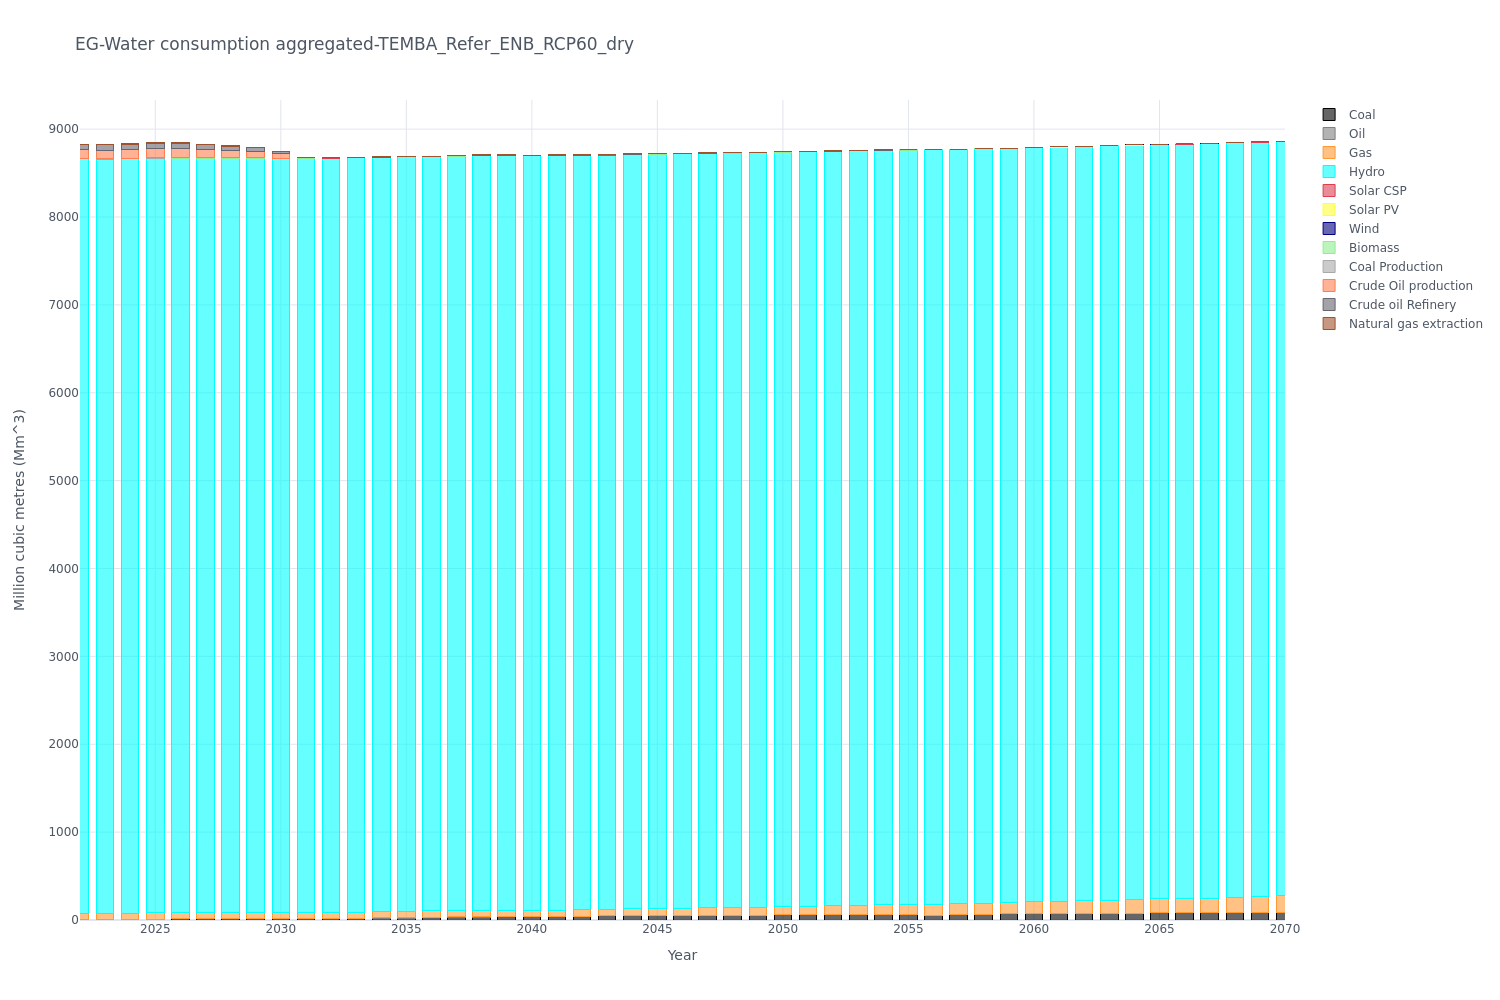 EG-Water consumption aggregated-TEMBA_Refer_ENB_RCP60_dry
Million cubic metres (Mm^3)
9000
8000
7000
6000
5000
4000
3000
2000
1000
0
2025 2030 2035 2040 2045 2050 2055 2060 2065 2070
Year
Coal
Oil
Gas
Hydro
Solar CSP
Solar PV
Wind
Biomass
Coal Production
Crude Oil production
Crude oil Refinery
Natural gas extraction